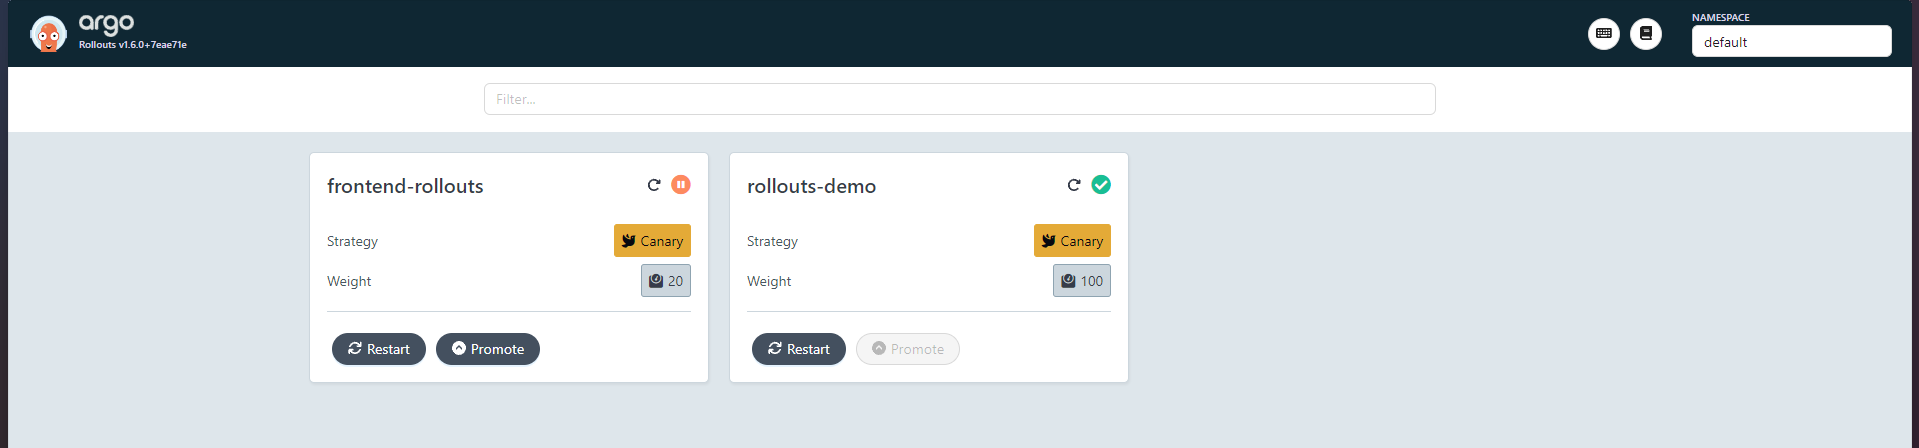 argo
Rollouts v1.6.0+7eae71e
NAMESPACE
default
Filter...
frontend-rollouts
Strategy
Canary
Weight
20
Restart
Promote
rollouts-demo
Strategy
Canary
Weight
100
Restart
Promote